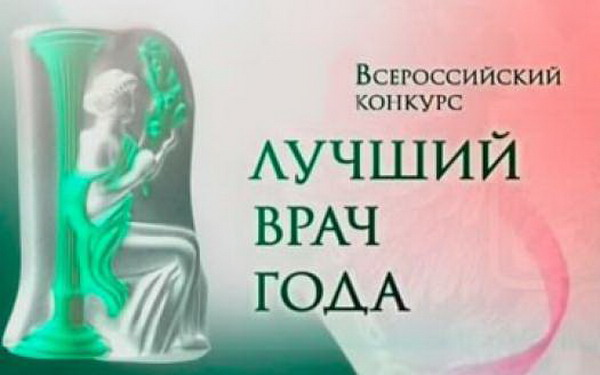 Всероссийский
конкурс
лучший
врач
года